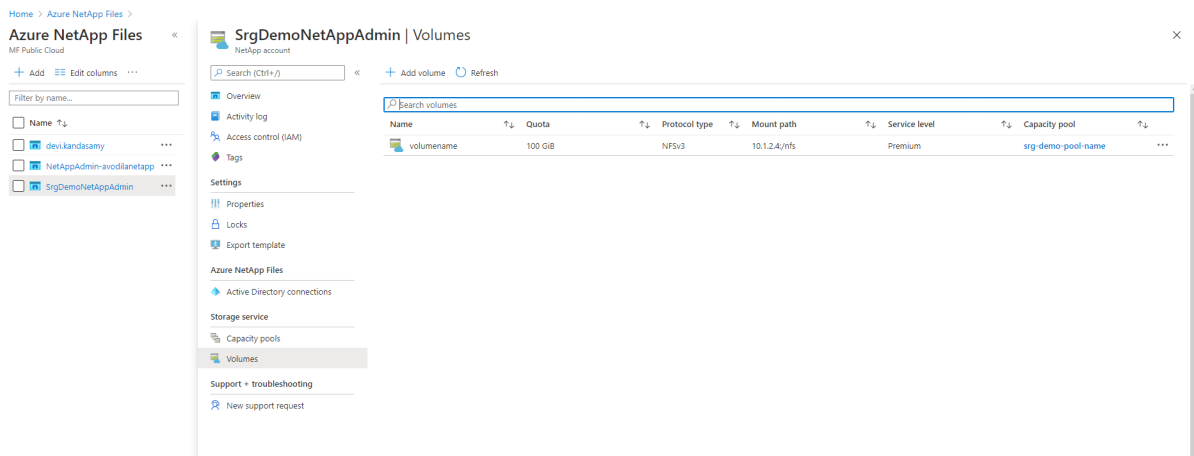 Home > Azure NetApp Files >
Azure NetApp Files «
MF Public Cloud
+ Add Edit columns ...
Filter by name...
Name ↑↓
devi.kandasamy ...
NetAppAdmin-avodilanetapp ...
SrgDemoNetAppAdmin ...
SrgDemoNetAppAdmin | Volumes
NetApp account
Search (Ctrl+/) «
Overview
Activity log
Access control (IAM)
Tags
Settings
Properties
Locks
Export template
Azure NetApp Files
Active Directory connections
Storage service
Capacity pools
Volumes
Support + troubleshooting
New support request
+ Add volume Refresh
Search volumes
Name ↑↓ Quota ↑↓ Protocol type ↑↓ Mount path ↑↓ Service level ↑↓ Capacity pool ↑↓
volumename 100 GiB NFSv3 10.1.2.4:/nfs Premium srg-demo-pool-name ...